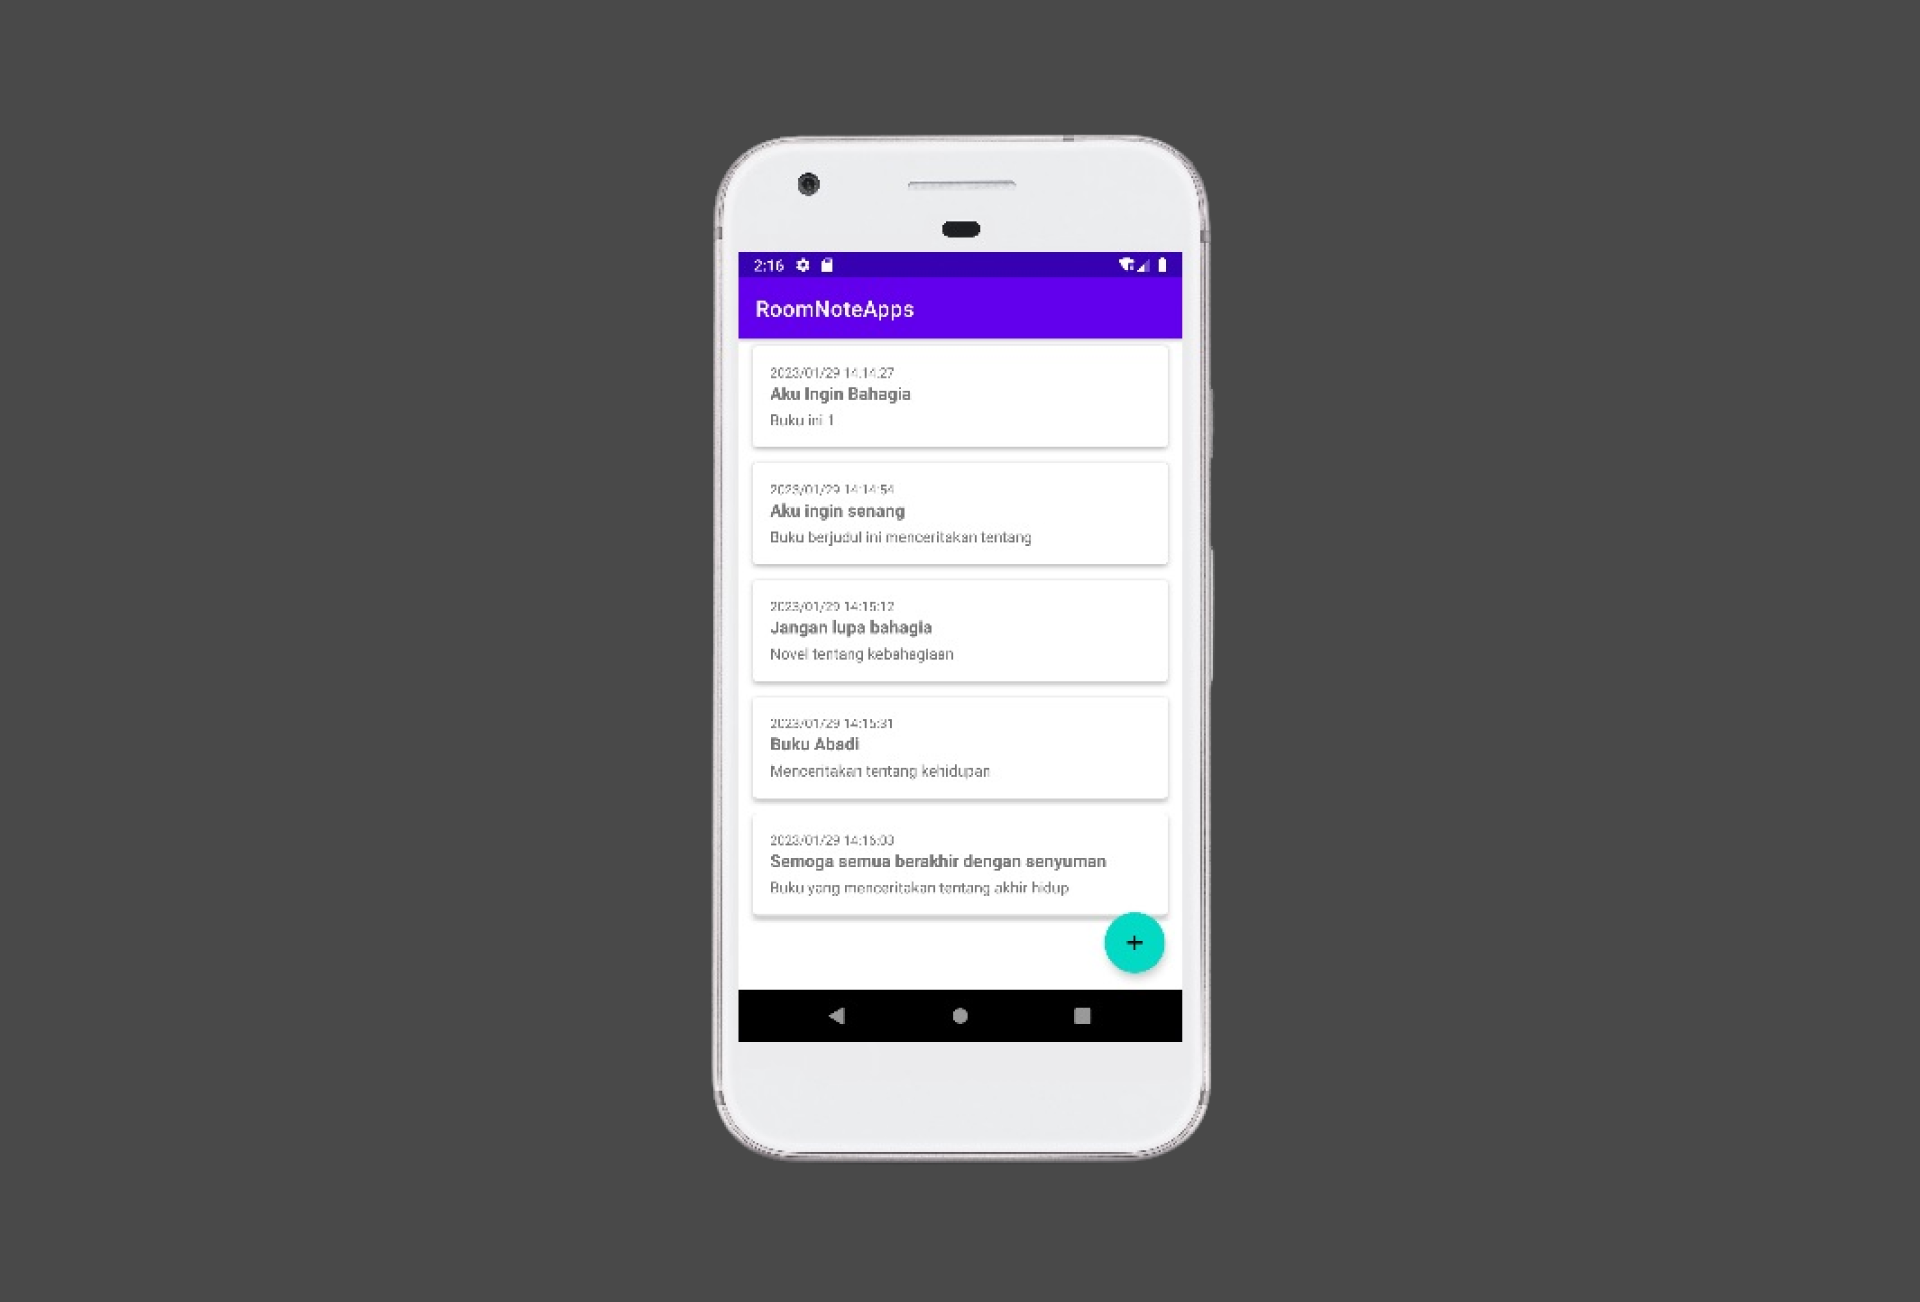 2:16
RoomNoteApps
2023/01/29 14:14:27
Aku Ingin Bahagia
Buku ini 1
2023/01/29 14:14:54
Aku ingin senang
Buku berjudul ini menceritakan tentang
2023/01/29 14:15:12
Jangan lupa bahagia
Novel tentang kebahagiaan
2023/01/29 14:15:31
Buku Abadi
Menceritakan tentang kehidupan
2023/01/29 14:16:03
Semoga semua berakhir dengan senyuman
Buku yang menceritakan tentang akhir hidup
+